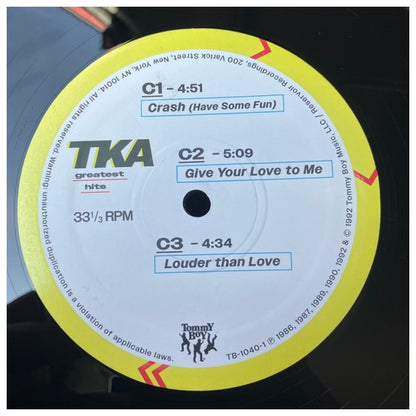 C1 – 4:51
Crash (Have Some Fun)
TKA
greatest
hits
C2 – 5:09
Give Your Love to Me
33 1/3 RPM
C3 – 4:34
Louder than Love
Tommy
Boy
TB-1040-1 ℗ 1986, 1987, 1989, 1990, 1992 & © 1992 Tommy Boy Music, LLC / Reservoir Recordings, 200 Varick Street, New York, NY 10014. All rights reserved. Warning: unauthorized duplication is a violation of applicable laws.